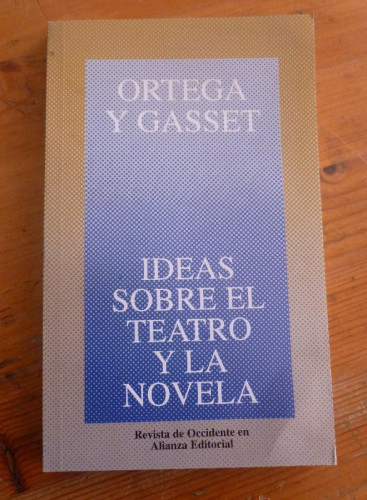 ORTEGA
Y GASSET
IDEAS
SOBRE EL
TEATRO
Y LA
NOVELA
Revista de Occidente en
Alianza Editorial